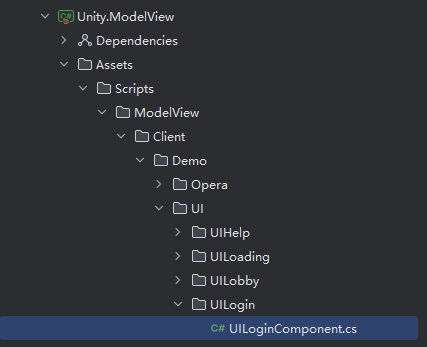 Unity.ModelView
Dependencies
Assets
Scripts
ModelView
Client
Demo
Opera
UI
UIHelp
UILoading
UILobby
UILogin
C# UILoginComponent.cs